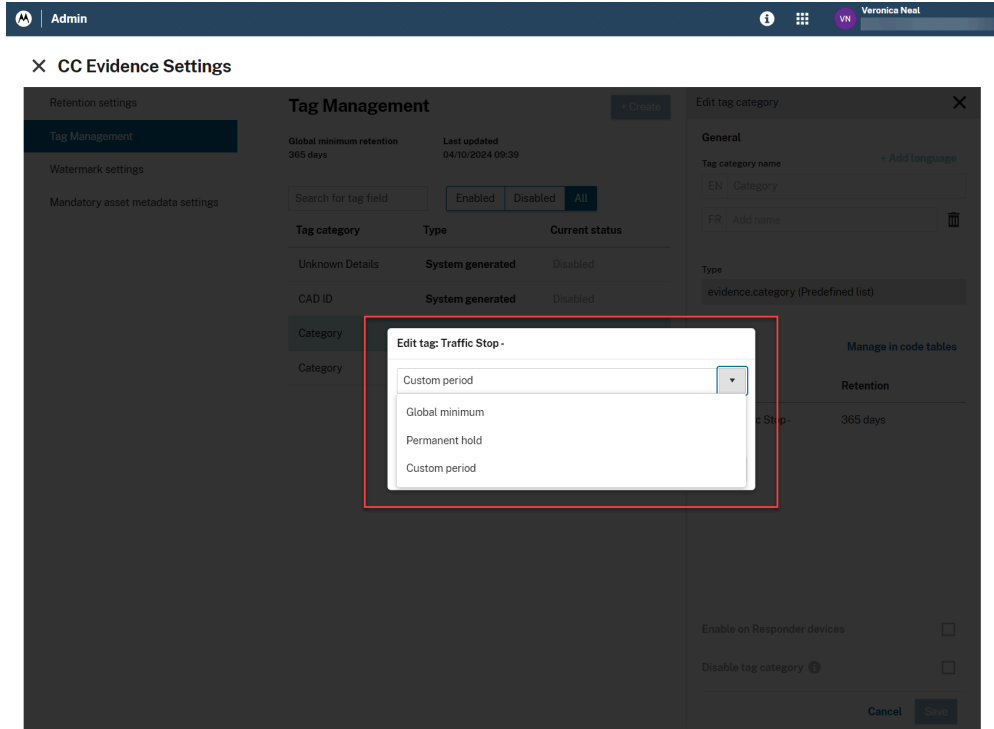 Admin
VN
Veronica Neal
CC Evidence Settings
Retention settings
Tag Management
Watermark settings
Mandatory asset metadata settings
Tag Management
+ Create
Global minimum retention
365 days
Last updated
04/10/2024 09:39
Search for tag field
Enabled Disabled All
Tag category Type Current status
Unknown Details System generated Disabled
CAD ID System generated Disabled
Category
Category
Edit tag category
General
Tag category name
+ Add language
EN Category
FR Add name
Type
evidence.category (Predefined list)
Manage in code tables
Retention
c Stop - 365 days
Enable on Responder devices
Disable tag category
Cancel Save
Edit tag: Traffic Stop -
Custom period
Global minimum
Permanent hold
Custom period